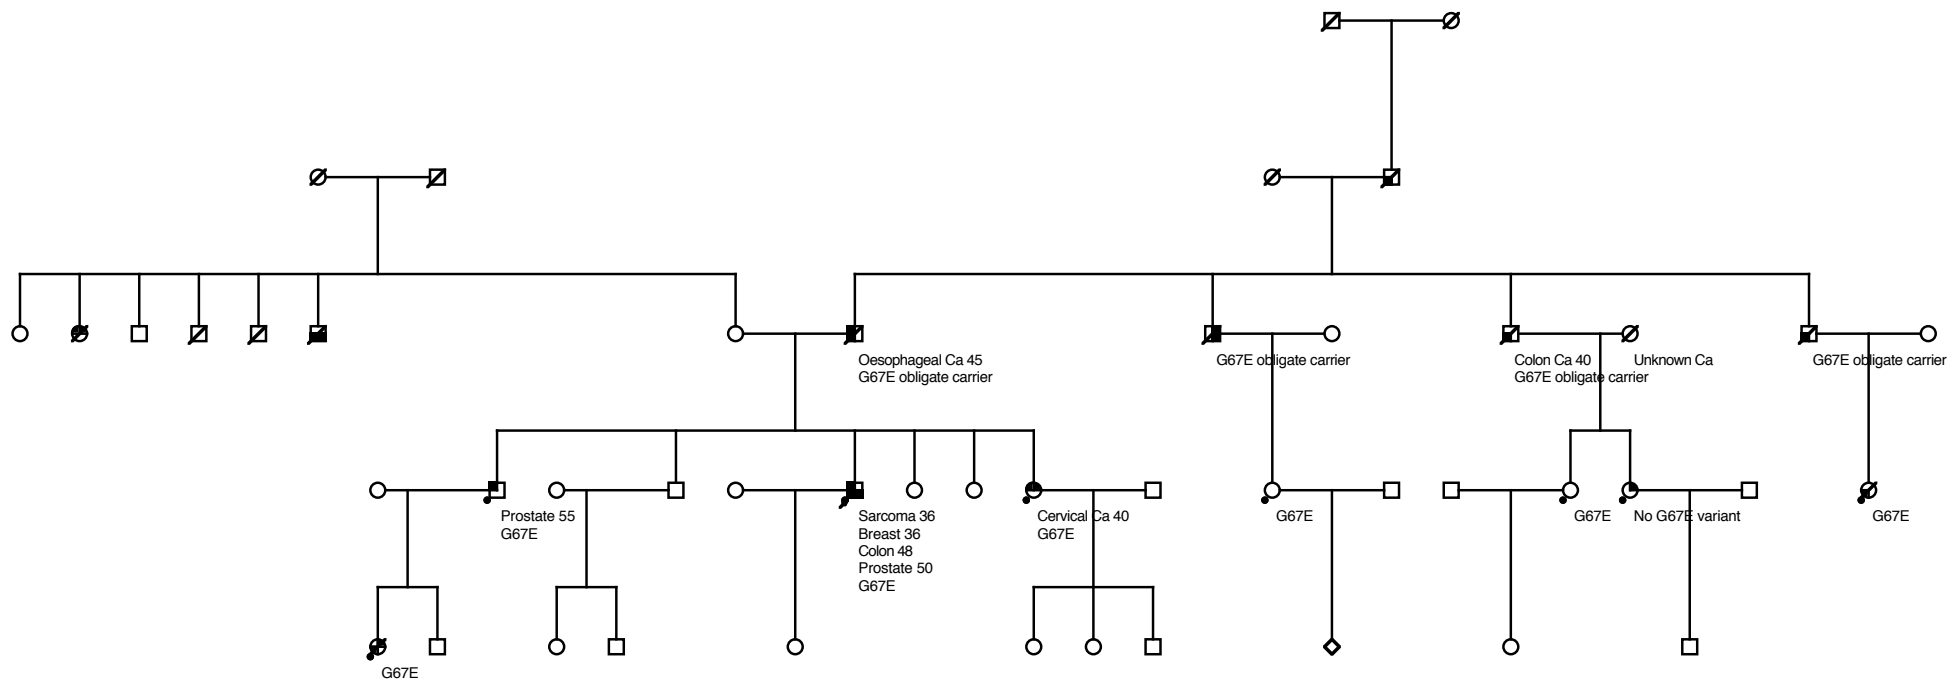 Oesophageal Ca 45
G67E obligate carrier
G67E obligate carrier
Colon Ca 40
G67E obligate carrier
Unknown Ca
G67E obligate carrier
Prostate 55
G67E
Sarcoma 36
Breast 36
Colon 48
Prostate 50
G67E
Cervical Ca 40
G67E
G67E
G67E
No G67E variant
G67E
G67E